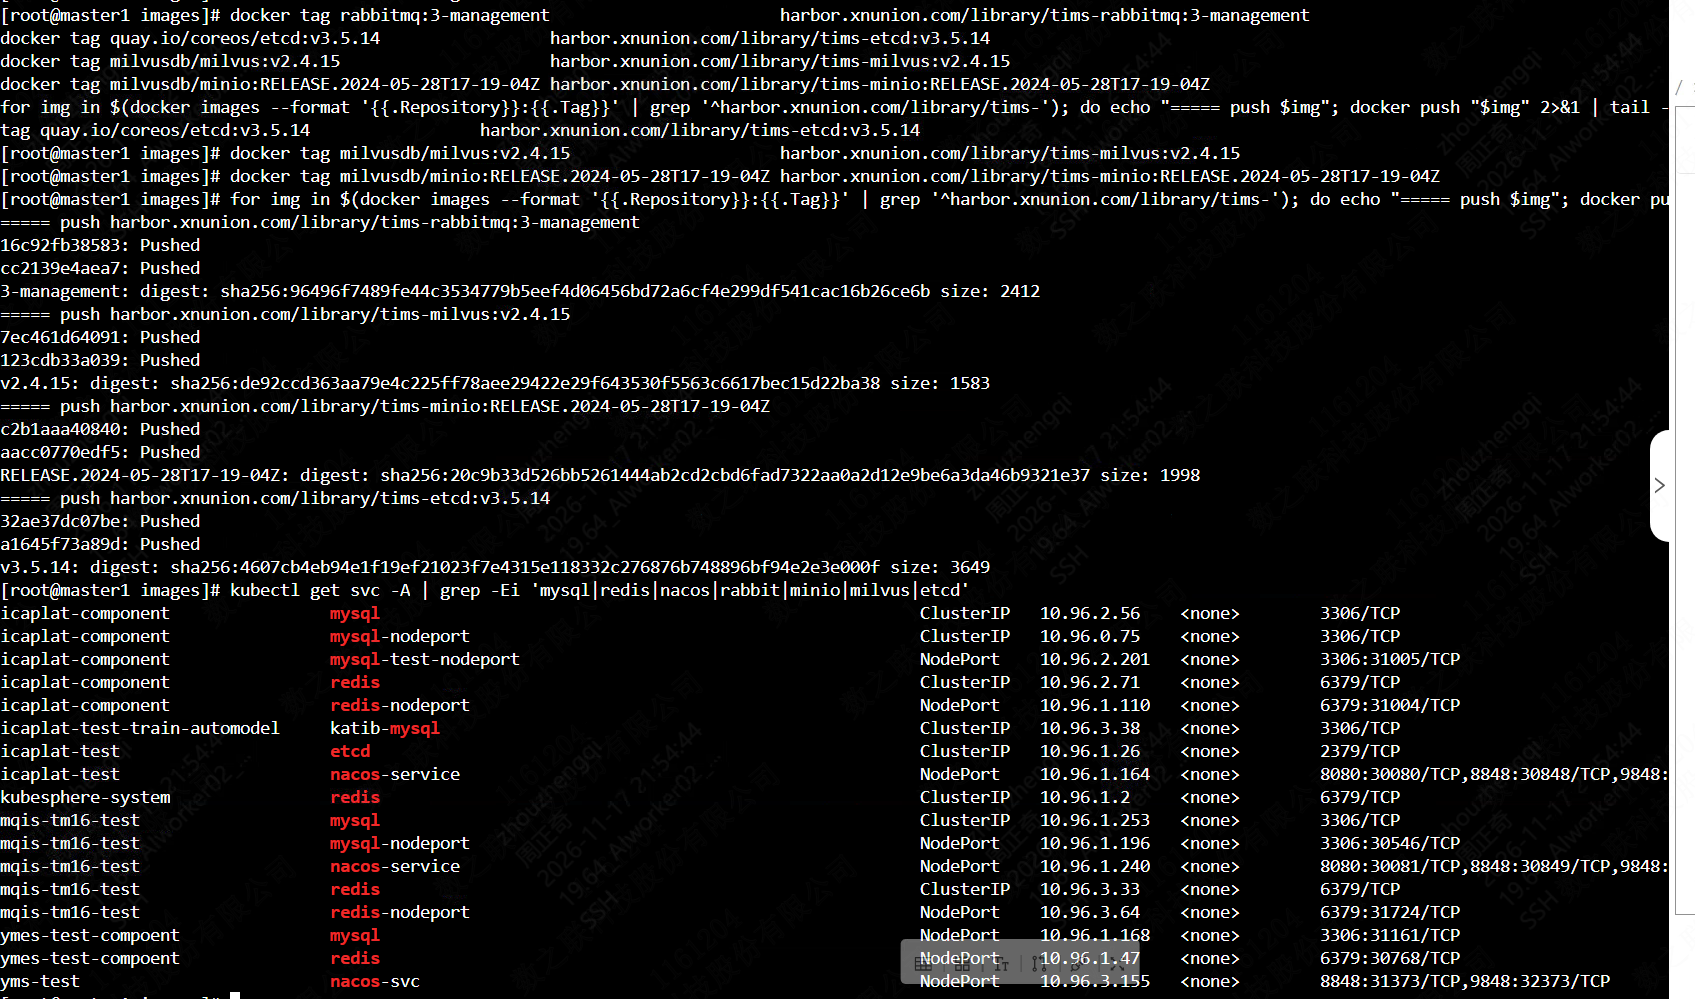 [root@master1 images]# docker tag rabbitmq:3-management                       harbor.xnunion.com/library/tims-rabbitmq:3-management
docker tag quay.io/coreos/etcd:v3.5.14                 harbor.xnunion.com/library/tims-etcd:v3.5.14
docker tag milvusdb/milvus:v2.4.15                     harbor.xnunion.com/library/tims-milvus:v2.4.15
docker tag milvusdb/minio:RELEASE.2024-05-28T17-19-04Z harbor.xnunion.com/library/tims-minio:RELEASE.2024-05-28T17-19-04Z
for img in $(docker images --format '{{.Repository}}:{{.Tag}}' | grep '^harbor.xnunion.com/library/tims-'); do echo "===== push $img"; docker push "$img" 2>&1 | tail -
tag quay.io/coreos/etcd:v3.5.14                 harbor.xnunion.com/library/tims-etcd:v3.5.14
[root@master1 images]# docker tag milvusdb/milvus:v2.4.15                     harbor.xnunion.com/library/tims-milvus:v2.4.15
[root@master1 images]# docker tag milvusdb/minio:RELEASE.2024-05-28T17-19-04Z harbor.xnunion.com/library/tims-minio:RELEASE.2024-05-28T17-19-04Z
[root@master1 images]# for img in $(docker images --format '{{.Repository}}:{{.Tag}}' | grep '^harbor.xnunion.com/library/tims-'); do echo "===== push $img"; docker pu
===== push harbor.xnunion.com/library/tims-rabbitmq:3-management
16c92fb38583: Pushed
cc2139e4aea7: Pushed
3-management: digest: sha256:96496f7489fe44c3534779b5eef4d06456bd72a6cf4e299df541cac16b26ce6b size: 2412
===== push harbor.xnunion.com/library/tims-milvus:v2.4.15
7ec461d64091: Pushed
123cdb33a039: Pushed
v2.4.15: digest: sha256:de92ccd363aa79e4c225ff78aee29422e29f643530f5563c6617bec15d22ba38 size: 1583
===== push harbor.xnunion.com/library/tims-minio:RELEASE.2024-05-28T17-19-04Z
c2b1aaa40840: Pushed
aacc0770edf5: Pushed
RELEASE.2024-05-28T17-19-04Z: digest: sha256:20c9b33d526bb5261444ab2cd2cbd6fad7322aa0a2d12e9be6a3da46b9321e37 size: 1998
===== push harbor.xnunion.com/library/tims-etcd:v3.5.14
32ae37dc07be: Pushed
a1645f73a89d: Pushed
v3.5.14: digest: sha256:4607cb4eb94e1f19ef21023f7e4315e118332c276876b748896bf94e2e3e000f size: 3649
[root@master1 images]# kubectl get svc -A | grep -Ei 'mysql|redis|nacos|rabbit|minio|milvus|etcd'
icaplat-component                mysql                                                      ClusterIP   10.96.2.56    <none>        3306/TCP
icaplat-component                mysql-nodeport                                             ClusterIP   10.96.0.75    <none>        3306/TCP
icaplat-component                mysql-test-nodeport                                        NodePort    10.96.2.201   <none>        3306:31005/TCP
icaplat-component                redis                                                      ClusterIP   10.96.2.71    <none>        6379/TCP
icaplat-component                redis-nodeport                                             NodePort    10.96.1.110   <none>        6379:31004/TCP
icaplat-test-train-automodel     katib-mysql                                                ClusterIP   10.96.3.38    <none>        3306/TCP
icaplat-test                     etcd                                                       ClusterIP   10.96.1.26    <none>        2379/TCP
icaplat-test                     nacos-service                                              NodePort    10.96.1.164   <none>        8080:30080/TCP,8848:30848/TCP,9848:
kubesphere-system                redis                                                      ClusterIP   10.96.1.2     <none>        6379/TCP
mqis-tm16-test                   mysql                                                      ClusterIP   10.96.1.253   <none>        3306/TCP
mqis-tm16-test                   mysql-nodeport                                             NodePort    10.96.1.196   <none>        3306:30546/TCP
mqis-tm16-test                   nacos-service                                              NodePort    10.96.1.240   <none>        8080:30081/TCP,8848:30849/TCP,9848:
mqis-tm16-test                   redis                                                      ClusterIP   10.96.3.33    <none>        6379/TCP
mqis-tm16-test                   redis-nodeport                                             NodePort    10.96.3.64    <none>        6379:31724/TCP
ymes-test-compoent               mysql                                                      NodePort    10.96.1.168   <none>        3306:31161/TCP
ymes-test-compoent               redis                                                      NodePort    10.96.1.47    <none>        6379:30768/TCP
yms-test                         nacos-svc                                                  NodePort    10.96.3.155   <none>        8848:31373/TCP,9848:32373/TCP